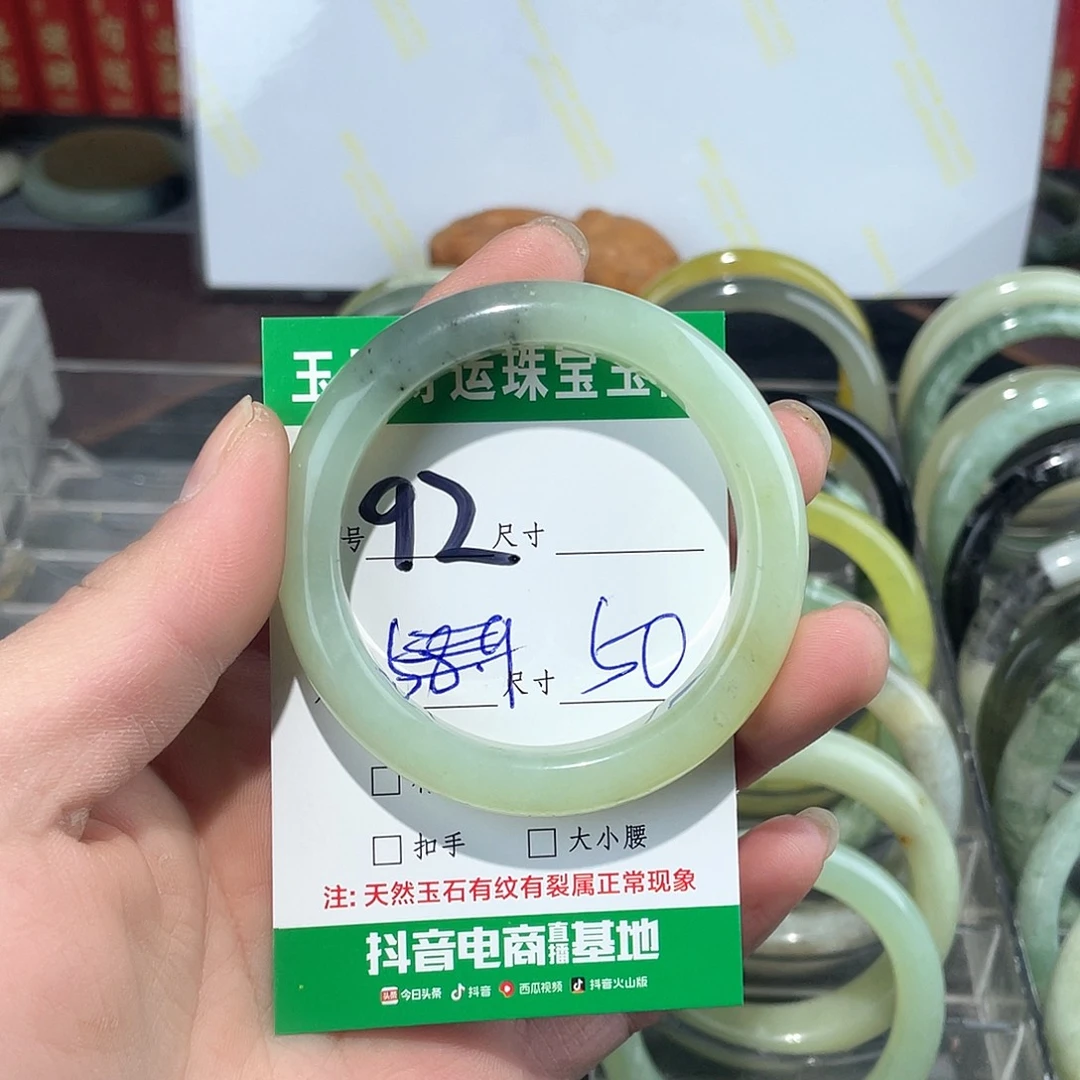 玉 运珠宝玉
号 92 尺寸
尺寸 50
扣手 大小腰
注: 天然玉石有纹有裂属正常现象
抖音电商直播基地
头条 今日头条 抖音 西瓜视频 抖音火山版